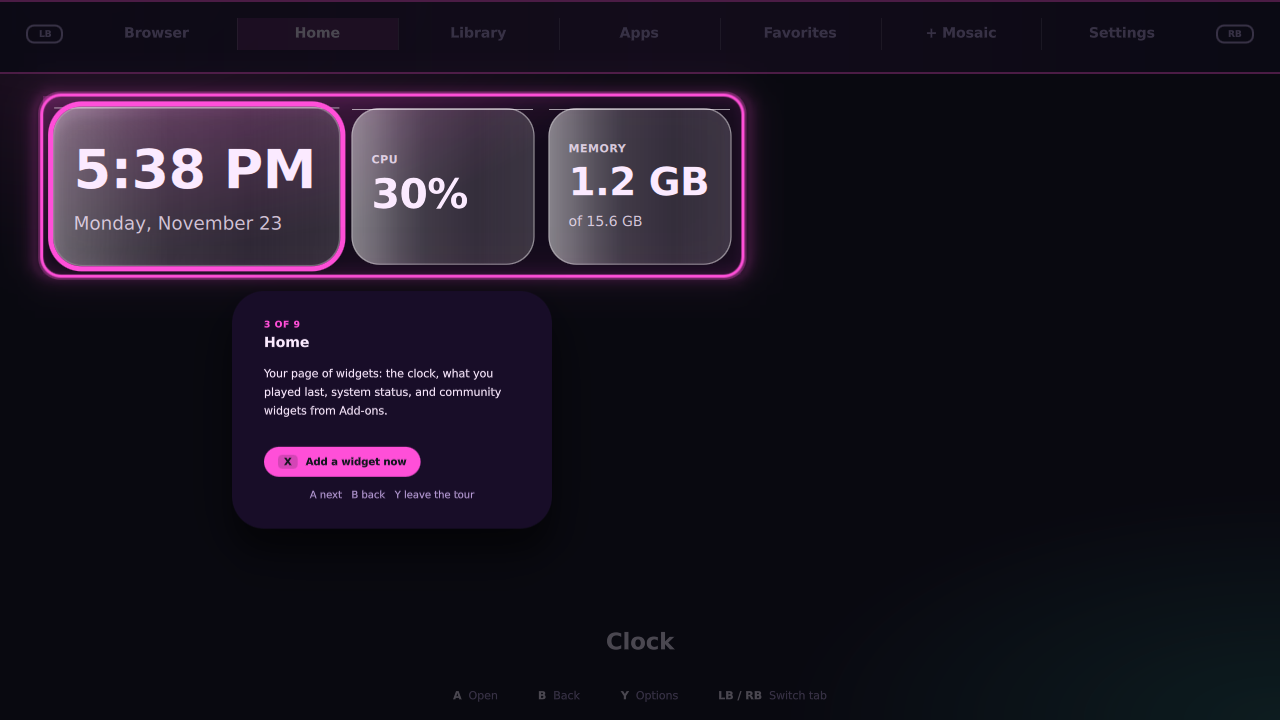 LB Browser Home Library Apps Favorites + Mosaic Settings RB
5:38 PM
Monday, November 23
CPU
30%
MEMORY
1.2 GB
of 15.6 GB
3 OF 9
Home
Your page of widgets: the clock, what you
played last, system status, and community
widgets from Add-ons.
X Add a widget now
A next B back Y leave the tour
Clock
A Open B Back Y Options LB / RB Switch tab